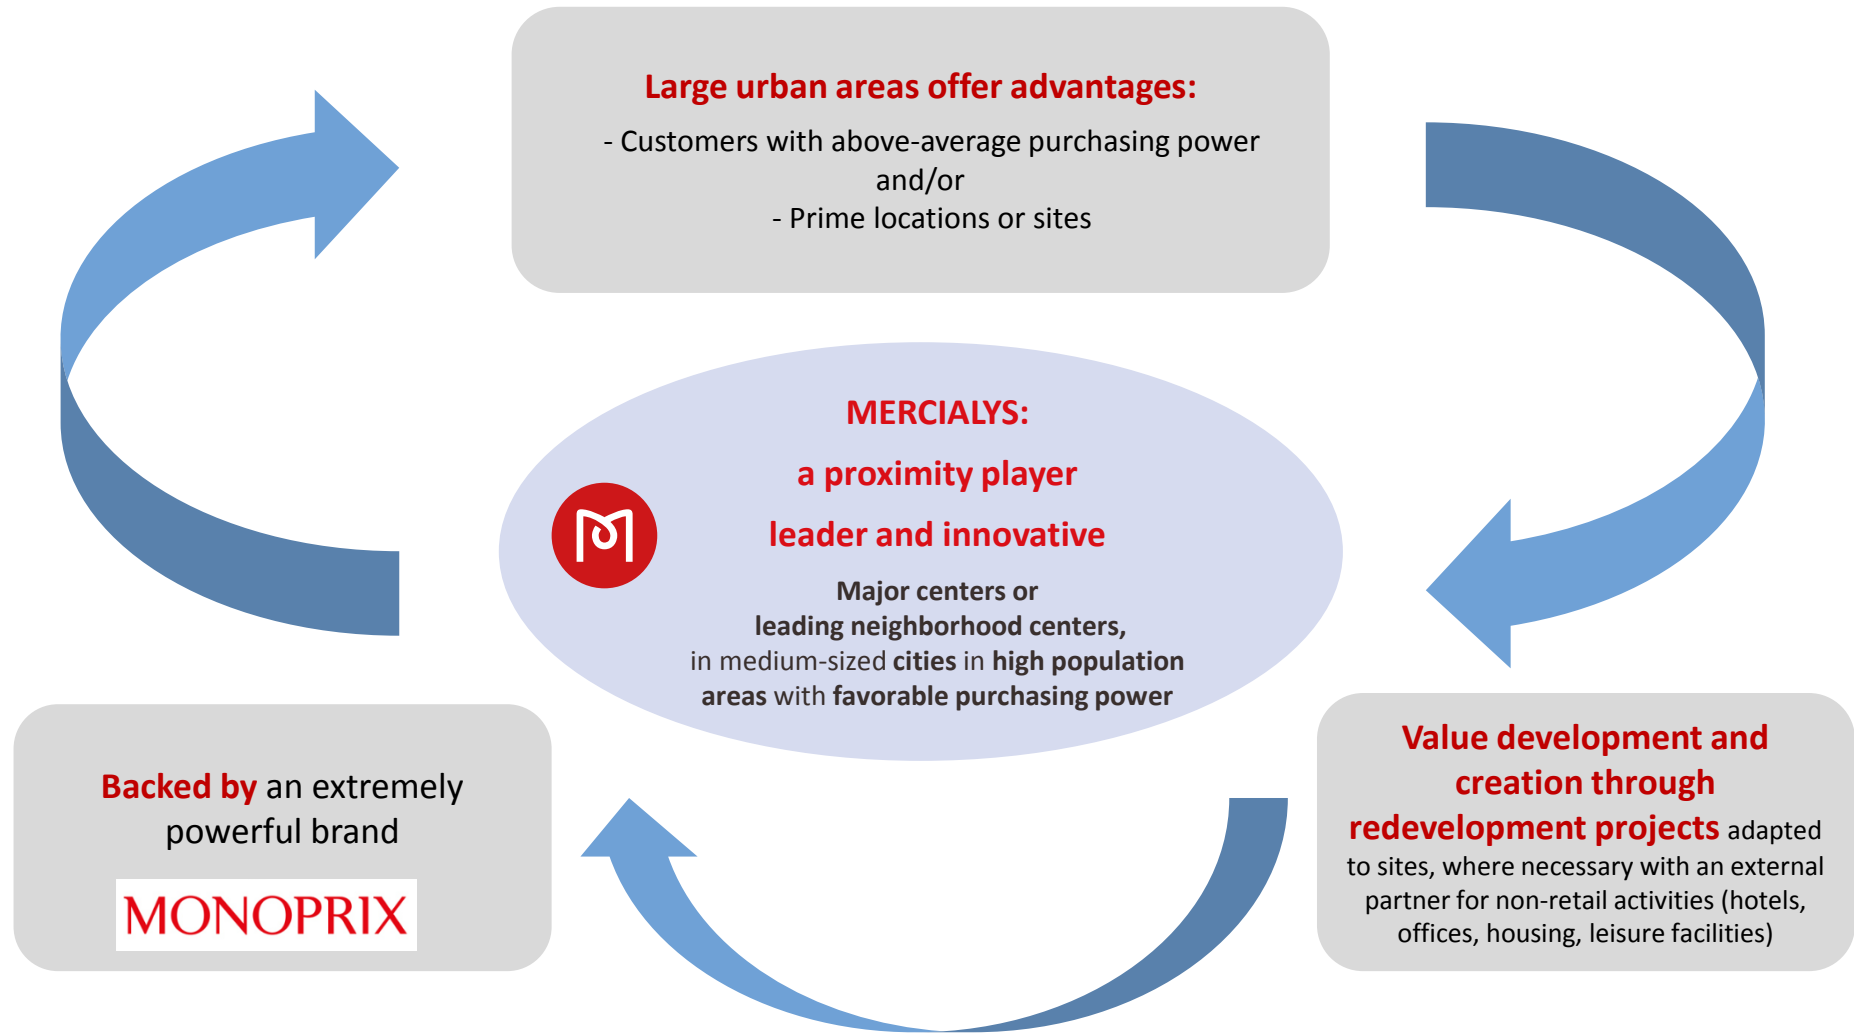 Large urban areas offer advantages:
- Customers with above-average purchasing power
and/or
- Prime locations or sites
MERCIALYS:
a proximity player
leader and innovative
Major centers or
leading neighborhood centers,
in medium-sized cities in high population
areas with favorable purchasing power
Backed by an extremely
powerful brand
MONOPRIX
Value development and
creation through
redevelopment projects adapted
to sites, where necessary with an external
partner for non-retail activities (hotels,
offices, housing, leisure facilities)